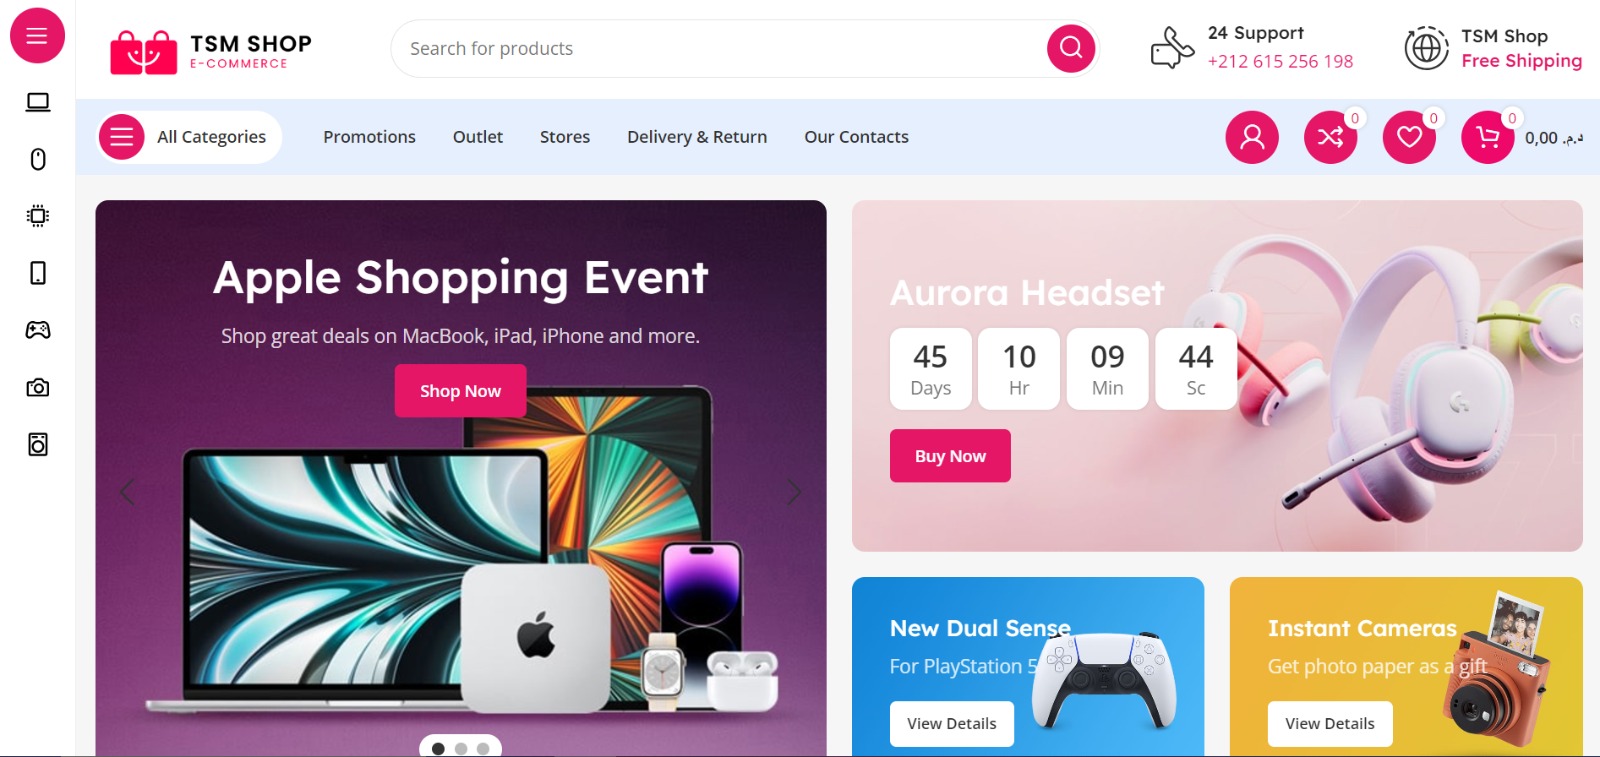 TSM SHOP
E-COMMERCE
Search for products
24 Support
+212 615 256 198
TSM Shop
Free Shipping
All Categories
Promotions
Outlet
Stores
Delivery & Return
Our Contacts
0
0
0
0,00 د.م.
Apple Shopping Event
Shop great deals on MacBook, iPad, iPhone and more.
Shop Now
Aurora Headset
45
Days
10
Hr
09
Min
44
Sc
Buy Now
New Dual Sense
For PlayStation 5
View Details
Instant Cameras
Get photo paper as a gift
View Details